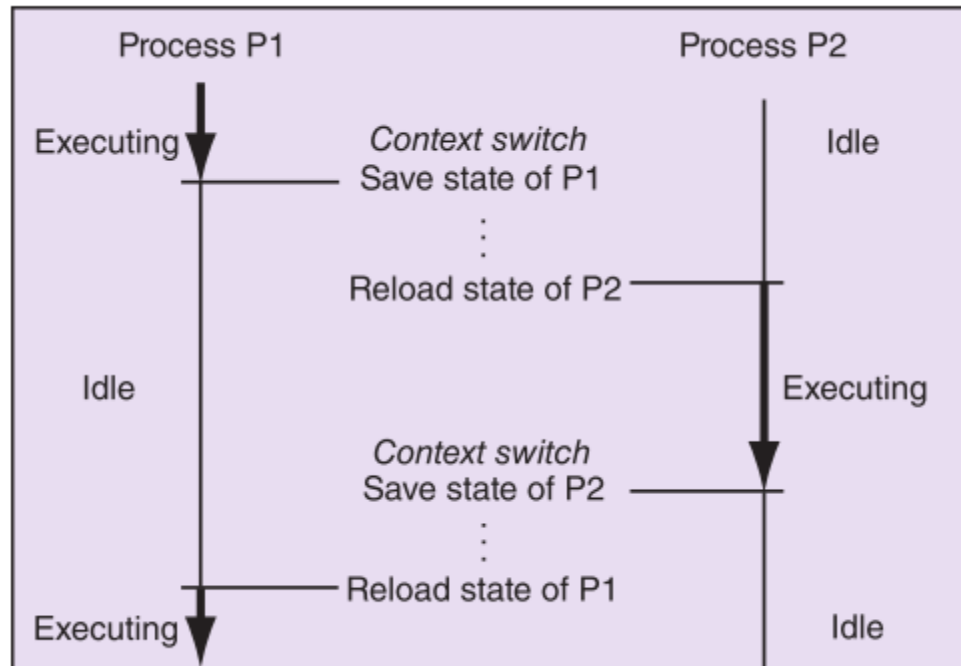 Process P1
Process P2
Executing
Context switch
Idle
Save state of P1
Reload state of P2
Idle
Executing
Context switch
Save state of P2
Reload state of P1
Executing
Idle